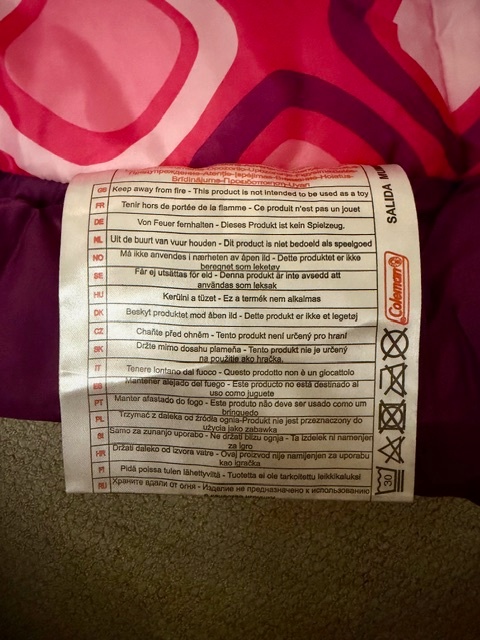 Brīdinājums-Προειδοποίηση-Uyarı
GB Keep away from fire - This product is not intended to be used as a toy
FR Tenir hors de portée de la flamme - Ce produit n'est pas un jouet
DE Von Feuer fernhalten - Dieses Produkt ist kein Spielzeug.
NL Uit de buurt van vuur houden - Dit product is niet bedoeld als speelgoed
NO Må ikke anvendes i nærheten av åpen ild - Dette produktet er ikke
beregnet som leketøy
SE Får ej utsättas för eld - Denna produkt är inte avsedd att
användas som leksak
HU Kerülni a tüzet - Ez a termék nem alkalmas
DK Beskyt produktet mod åben ild - Dette produkt er ikke et legetøj
CZ Chaňte před ohněm - Tento produkt není určený pro hraní
SK Držte mimo dosahu plameňa - Tento produkt nie je určený
na použitie ako hračka.
IT Tenere lontano dal fuoco - Questo prodotto non è un giocattolo
ES Mantener alejado del fuego - Este producto no está destinado al
uso como juguete
PT Manter afastado do fogo - Este produto não deve ser usado como um
brinquedo
PL Trzymać z daleka od źródła ognia-Produkt nie jest przeznaczony do
użycia jako zabawka
SI Samo za zunanjo uporabo - Ne držati blizu ognja - Ta izdelek ni namenjen
za igro
HR Držati daleko od izvora vatre - Ovaj proizvod nije namijenjen za uporabu
kao igračka
FI Pidä poissa tulen lähettyviltä - Tuotetta ei ole tarkoitettu leikkikaluksi
RU Храните вдали от огня - Изделие не предназначено к использованию
SALIDA
Coleman®
30